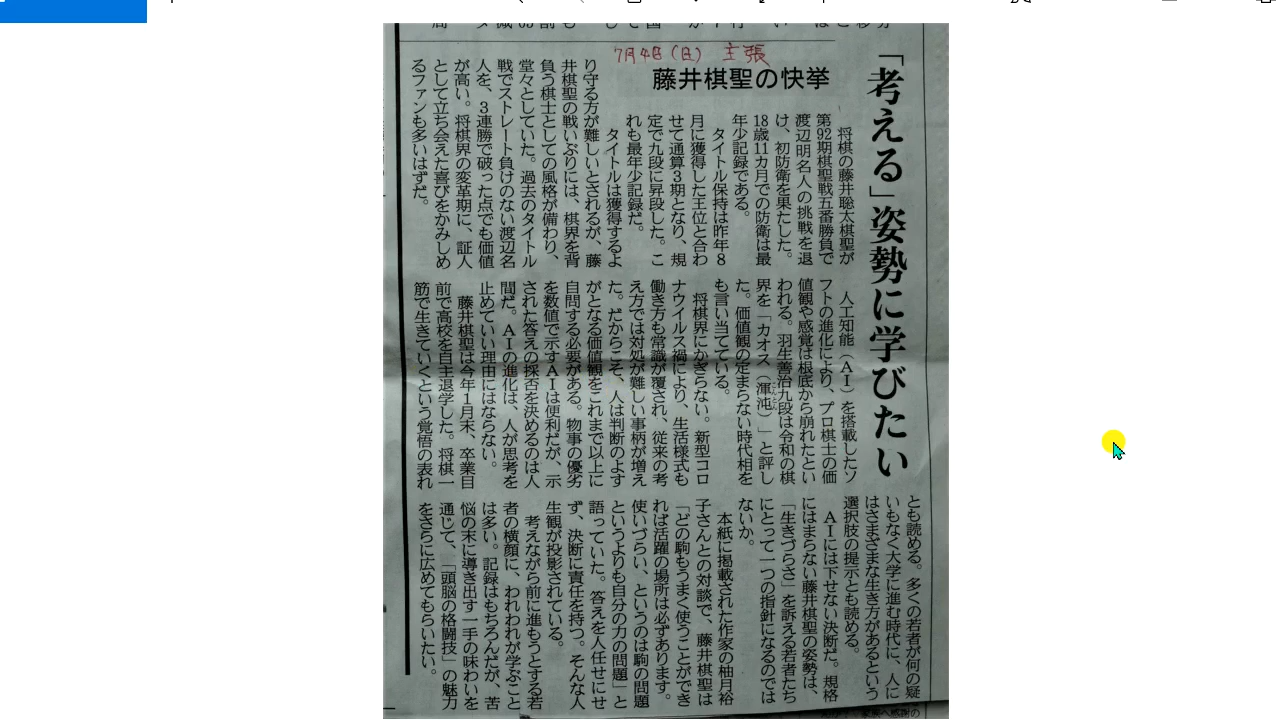 7月4日(日) 主張
藤井棋聖の快挙
「考える」姿勢に学びたい
将棋の藤井聡太棋聖が
第92期棋聖戦五番勝負で
渡辺明名人の挑戦を退
け、初防衛を果たした。
18歳11カ月での防衛は最
年少記録である。
タイトル保持は昨年8
月に獲得した王位と合わ
せて通算3期となり、規
定で九段に昇段した。こ
れも最年少記録だ。
タイトルは獲得するよ
り守る方が難しいとされるが、藤
井棋聖の戦いぶりには、棋界を背
負う棋士としての風格が備わり、
堂々としていた。過去のタイトル
戦でストレート負けのない渡辺名
人を、3連勝で破った点でも価値
が高い。将棋界の変革期に、証人
として立ち会えた喜びをかみしめ
るファンも多いはずだ。
人工知能(AI)を搭載したソ
フトの進化により、プロ棋士の価
値観や感覚は根底から崩れたとい
われる。羽生善治九段は令和の棋
界を「カオス(渾沌)」と評し
た。価値観の定まらない時代相を
も言い当てている。
将棋界にかぎらない。新型コロ
ナウイルス禍により、生活様式も
働き方も常識が覆され、従来の考
え方では対処が難しい事柄が増え
た。だからこそ、人は判断のよす
がとなる価値観をこれまで以上に
自問する必要がある。物事の優劣
を数値で示すAIは便利だが、示
された答えの採否を決めるのは人
間だ。AIの進化は、人が思考を
止めていい理由にはならない。
藤井棋聖は今年1月末、卒業目
前で高校を自主退学した。将棋一
筋で生きていくという覚悟の表れ
とも読める。多くの若者が何の疑
いもなく大学に進む時代に、人に
はさまざまな生き方があるという
選択肢の提示とも読める。
AIには下せない決断だ。規格
にはまらない藤井棋聖の姿勢は、
「生きづらさ」を訴える若者たち
にとって一つの指針になるのでは
ないか。
本紙に掲載された作家の柚月裕
子さんとの対談で、藤井棋聖は
「どの駒もうまく使うことができ
れば活躍の場所は必ずあります。
使いづらい、というのは駒の問題
というよりも自分の力の問題」と
語っていた。答えを人任せにせ
ず、決断に責任を持つ。そんな人
生観が投影されている。
考えながら前に進もうとする若
者の横顔に、われわれが学ぶこと
は多い。記録はもちろんだが、苦
悩の末に導き出す一手の味わいを
通じて、「頭脳の格闘技」の魅力
をさらに広めてもらいたい。